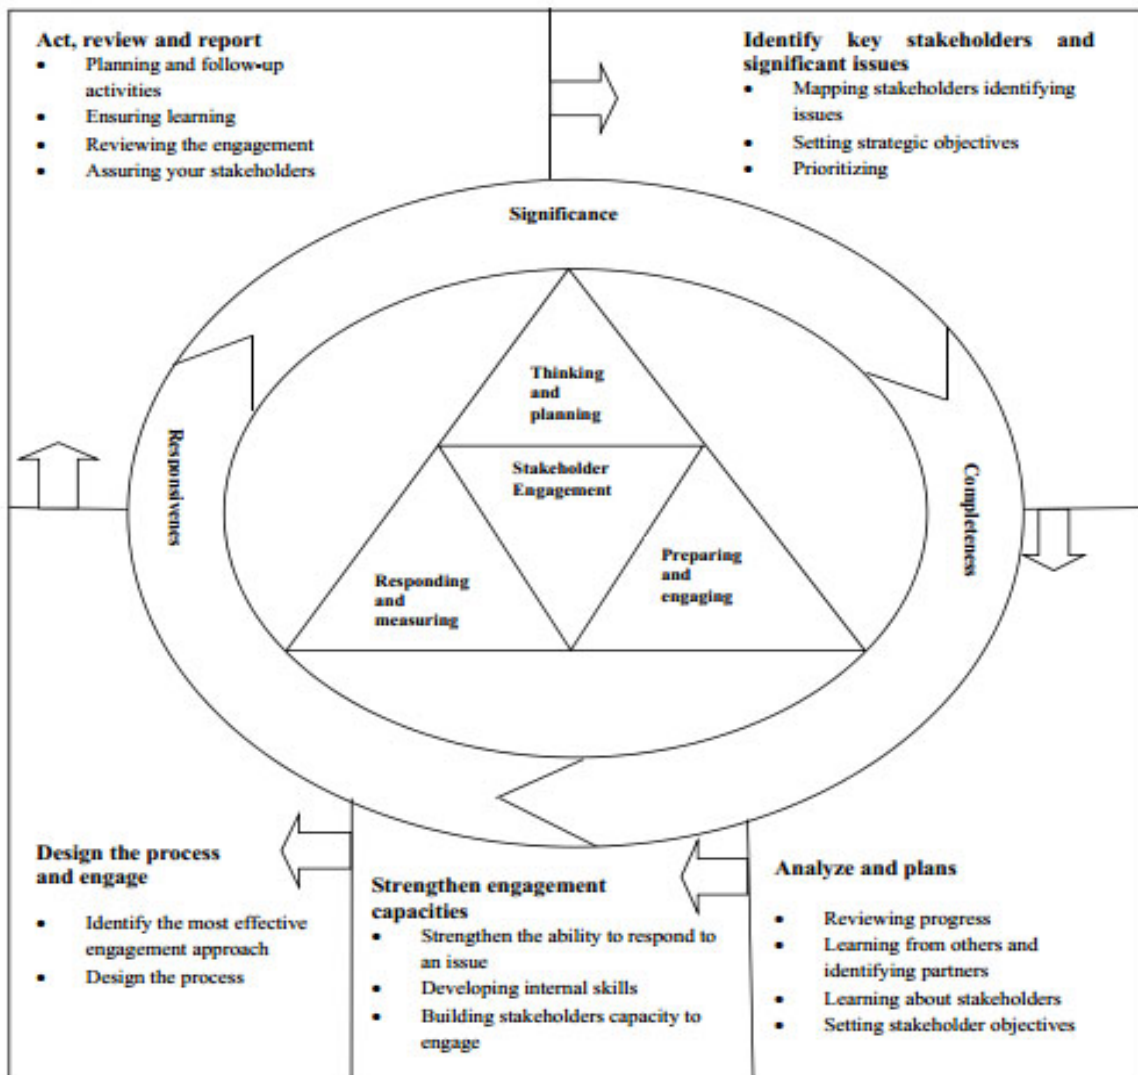 Act, review and report
• Planning and follow-up
activities
• Ensuring learning
• Reviewing the engagement
• Assuring your stakeholders
Identify key stakeholders and
significant issues
• Mapping stakeholders identifying
issues
• Setting strategic objectives
• Prioritizing
Significance
Thinking
and
planning
Responsivenes
Stakeholder
Engagement
Completeness
Responding
and
measuring
Preparing
and
engaging
Design the process
and engage
• Identify the most effective
engagement approach
• Design the process
Strengthen engagement
capacities
• Strengthen the ability to respond to
an issue
• Developing internal skills
• Building stakeholders capacity to
engage
Analyze and plans
• Reviewing progress
• Learning from others and
identifying partners
• Learning about stakeholders
• Setting stakeholder objectives